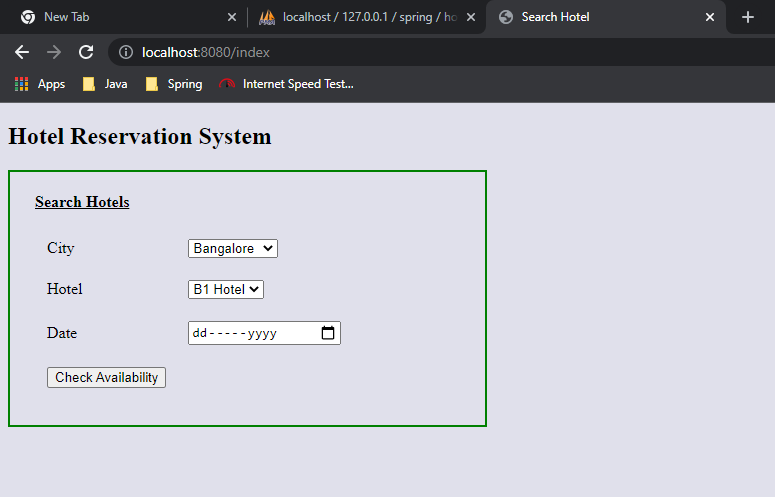 New Tab
localhost / 127.0.0.1 / spring / ho
Search Hotel
localhost:8080/index
Apps Java Spring Internet Speed Test...
Hotel Reservation System
Search Hotels
City Bangalore
Hotel B1 Hotel
Date dd-----yyyy
Check Availability